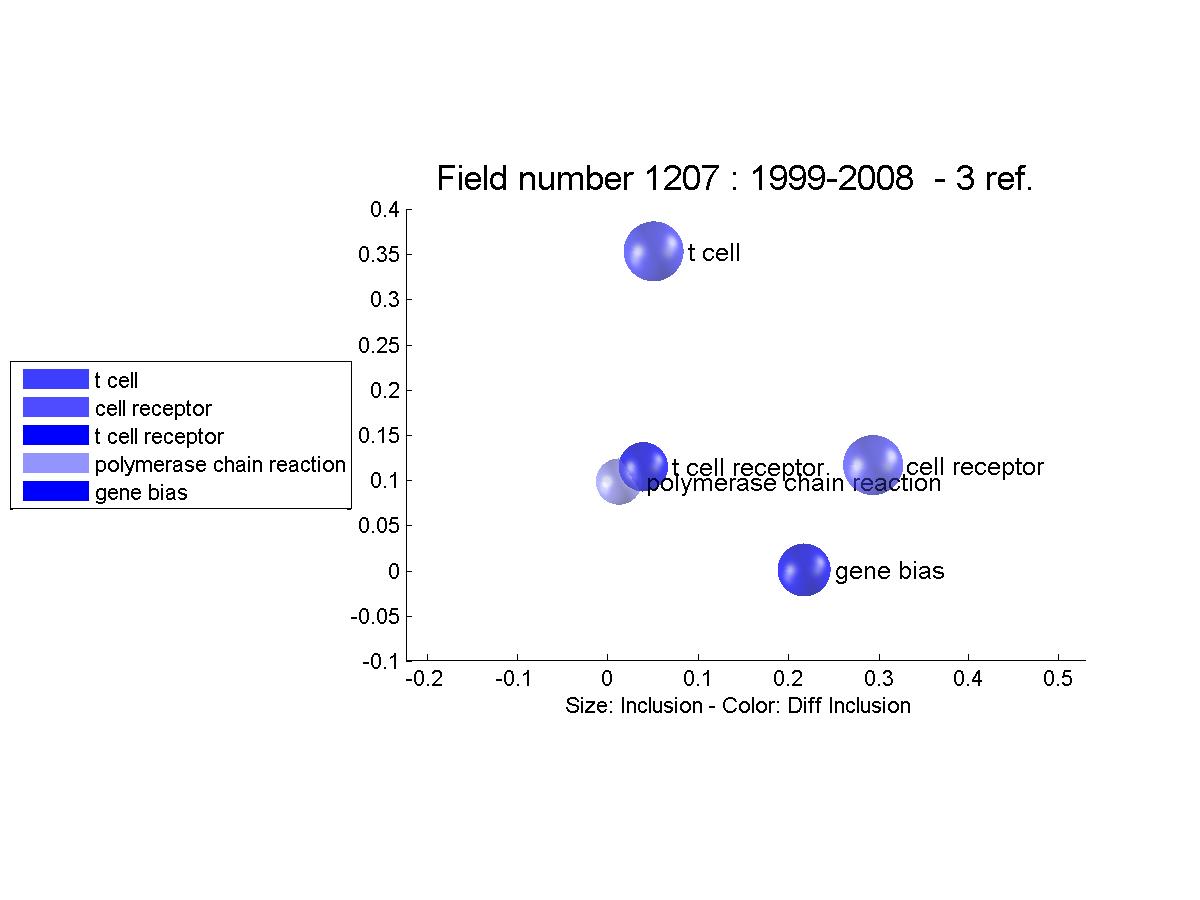 Field number 1207 : 1999-2008 - 3 ref.
0.4
0.35
0.3
0.25
0.2
0.15
0.1
0.05
0
-0.05
-0.1
t cell
t cell receptor
cell receptor
polymerase chain reaction
gene bias
t cell
cell receptor
t cell receptor
polymerase chain reaction
gene bias
-0.2 -0.1 0 0.1 0.2 0.3 0.4 0.5
Size: Inclusion - Color: Diff Inclusion